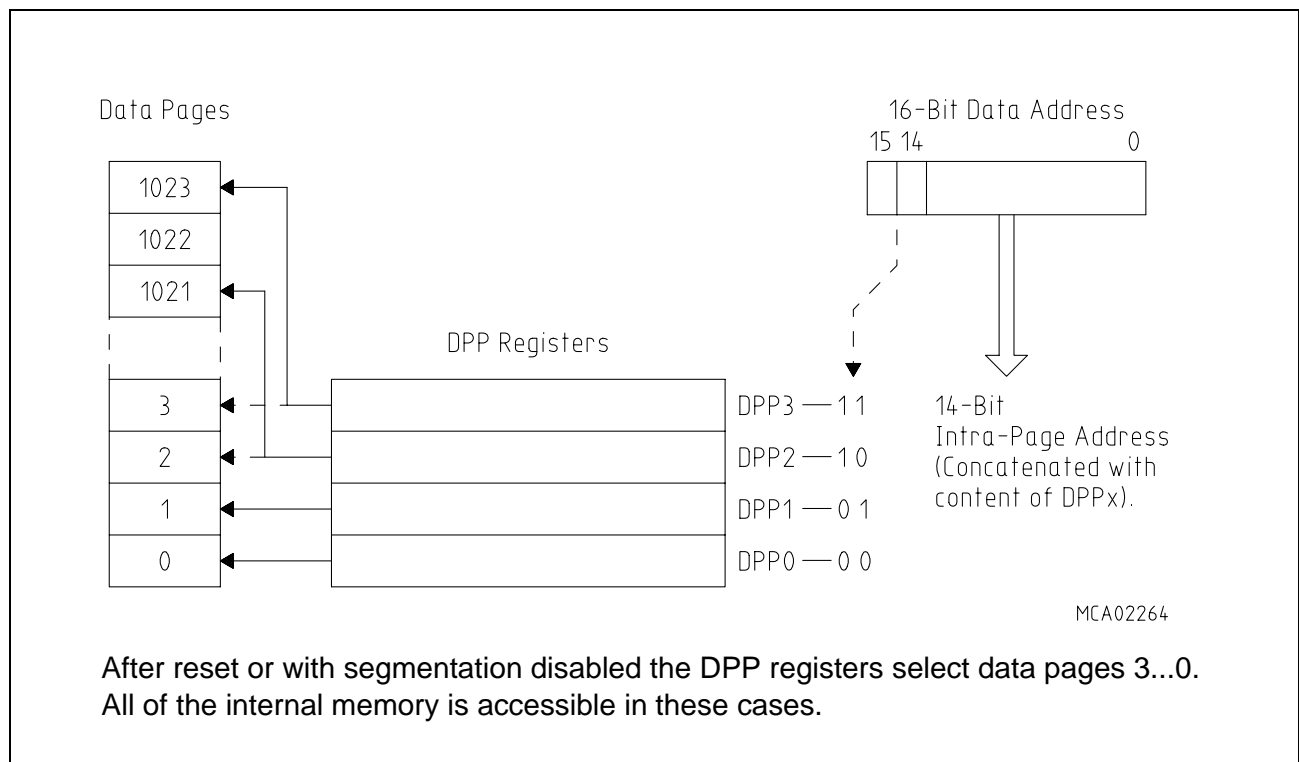 Data Pages
1023
1022
1021
3
2
1
0
DPP Registers
16-Bit Data Address
15 14 0
DPP3 — 1 1
DPP2 — 1 0
DPP1 — 0 1
DPP0 — 0 0
14-Bit
Intra-Page Address
(Concatenated with
content of DPPx).
MCA02264
After reset or with segmentation disabled the DPP registers select data pages 3...0.
All of the internal memory is accessible in these cases.